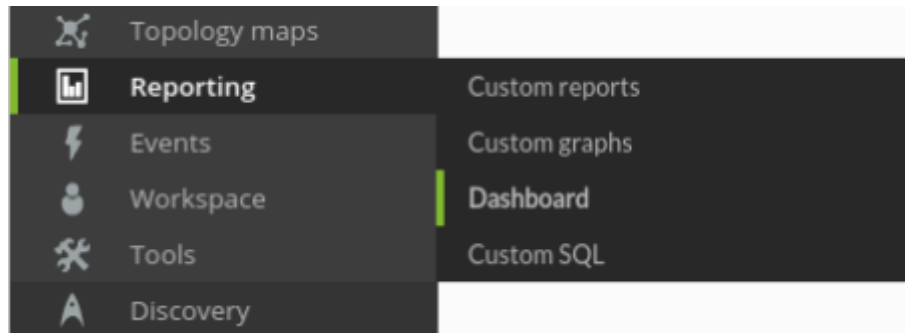 Topology maps
Reporting
Custom reports
Events
Custom graphs
Workspace
Dashboard
Tools
Custom SQL
Discovery